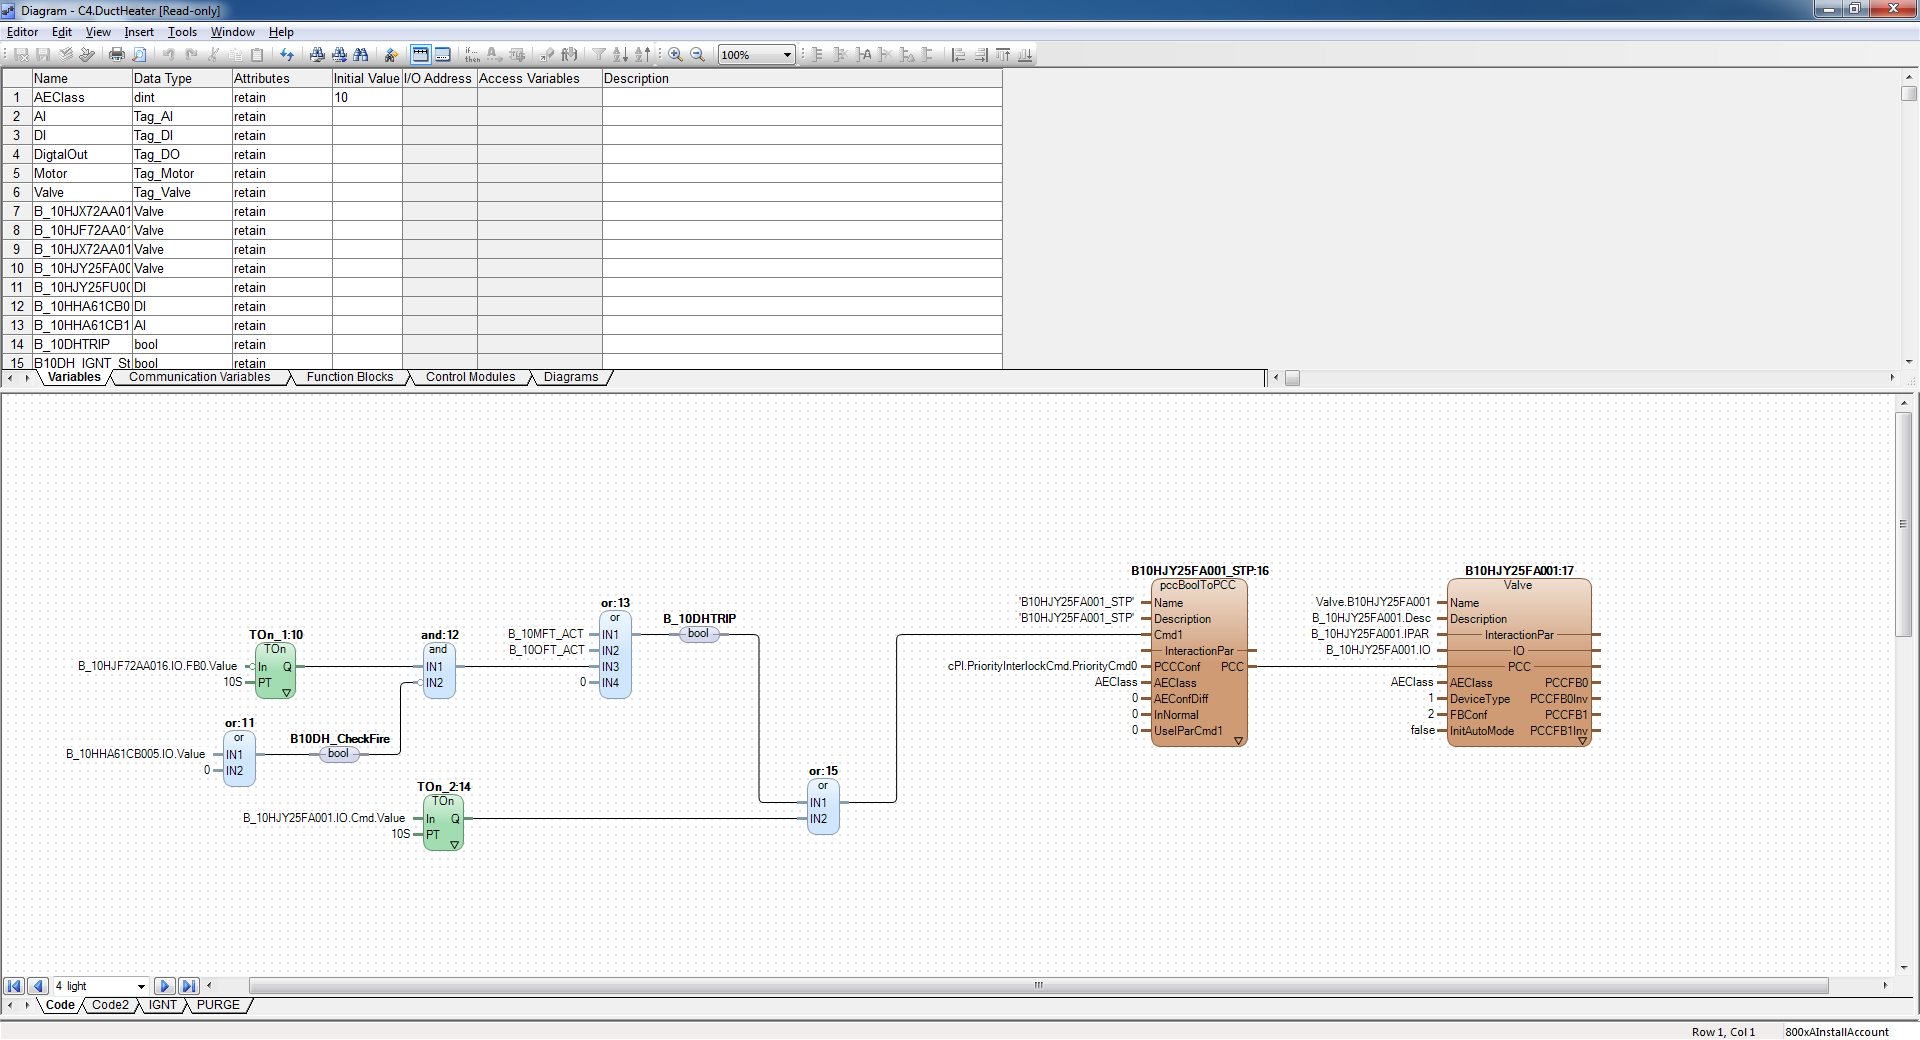 Diagram - C4.DuctHeater [Read-only]
Editor Edit View Insert Tools Window Help
if... then 100%
Name Data Type Attributes Initial Value I/O Address Access Variables Description
1 AEClass dint retain 10
2 AI Tag_AI retain
3 DI Tag_DI retain
4 DigtalOut Tag_DO retain
5 Motor Tag_Motor retain
6 Valve Tag_Valve retain
7 B_10HJX72AA01 Valve retain
8 B_10HJF72AA01 Valve retain
9 B_10HJX72AA01 Valve retain
10 B_10HJY25FA00 Valve retain
11 B_10HJY25FU00 DI retain
12 B_10HHA61CB0 DI retain
13 B_10HHA61CB1 AI retain
14 B_10DHTRIP bool retain
15 B10DH_IGNT_St bool retain
Variables Communication Variables Function Blocks Control Modules Diagrams
TOn_1:10
TOn
B_10HJF72AA016.IO.FB0.Value In Q
10S PT
or:11
or
B_10HHA61CB005.IO.Value IN1
0 IN2
B10DH_CheckFire
bool
and:12
and
IN1
IN2
or:13
or
B_10MFT_ACT IN1
B_10OFT_ACT IN2
IN3
0 IN4
B_10DHTRIP
bool
TOn_2:14
TOn
B_10HJY25FA001.IO.Cmd.Value In Q
10S PT
or:15
or
IN1
IN2
B10HJY25FA001_STP:16
pccBoolToPCC
'B10HJY25FA001_STP' Name
'B10HJY25FA001_STP' Description
Cmd1
InteractionPar
cPI.PriorityInterlockCmd.PriorityCmd0 PCCConf PCC
AEClass AEClass
0 AEConfDiff
0 InNormal
0 UseIParCmd1
B10HJY25FA001:17
Valve
Valve.B10HJY25FA001 Name
B_10HJY25FA001.Desc Description
B_10HJY25FA001.IPAR InteractionPar
B_10HJY25FA001.IO IO
PCC
AEClass AEClass PCCFB0
1 DeviceType PCCFB0Inv
2 FBConf PCCFB1
false InitAutoMode PCCFB1Inv
4 light
Code Code2 IGNT PURGE
Row 1, Col 1 800xAInstallAccount